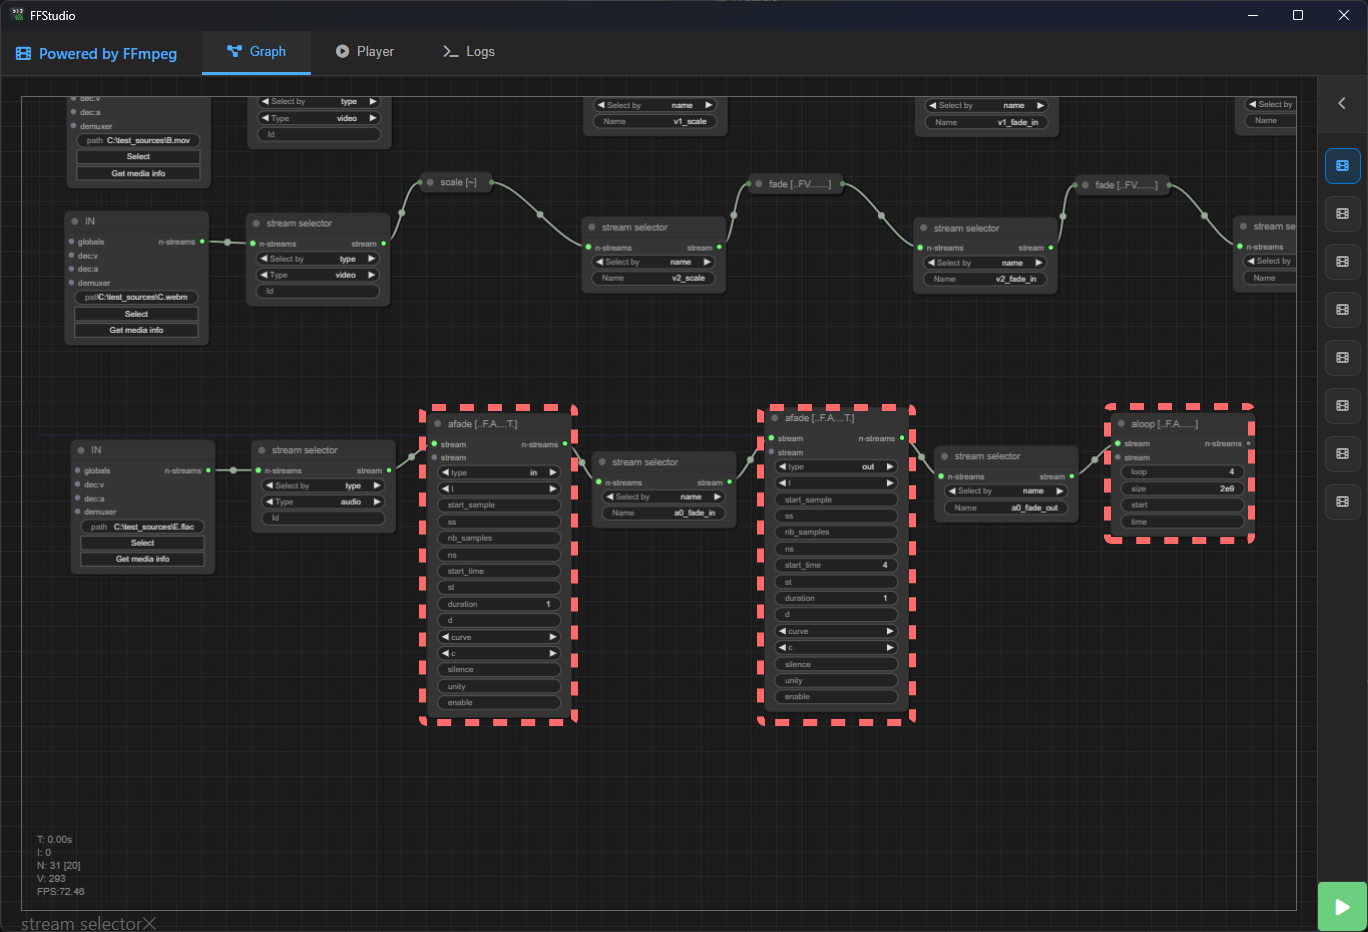 FFStudio
Powered by FFmpeg
Graph
Player
Logs
dec:v
dec:a
demuxer
path C:\test_sources\B.mov
Select
Get media info
Select by type
Type video
Id
Select by name
Name v1_scale
Select by name
Name v1_fade_in
Select by
Name
scale [~]
fade [..FV.......]
fade [..FV.......]
IN
globals n-streams
dec:v
dec:a
demuxer
path C:\test_sources\C.webm
Select
Get media info
stream selector
n-streams stream
Select by type
Type video
Id
stream selector
n-streams stream
Select by name
Name v2_scale
stream selector
n-streams stream
Select by name
Name v2_fade_in
stream se
n-streams
Select by
Name
IN
globals n-streams
dec:v
dec:a
demuxer
path C:\test_sources\E.flac
Select
Get media info
stream selector
n-streams stream
Select by type
Type audio
Id
afade [..F.A....T.]
stream n-streams
stream
type in
t
start_sample
ss
nb_samples
ns
start_time
st
duration 1
d
curve
c
silence
unity
enable
stream selector
n-streams stream
Select by name
Name a0_fade_in
afade [..F.A....T.]
stream n-streams
stream
type out
t
start_sample
ss
nb_samples
ns
start_time 4
st
duration 1
d
curve
c
silence
unity
enable
stream selector
n-streams stream
Select by name
Name a0_fade_out
aloop [..F.A......]
stream n-streams
stream
loop 4
size 2e9
start
time
T: 0.00s
I: 0
N: 31 [20]
V: 293
FPS:72.46
stream selector